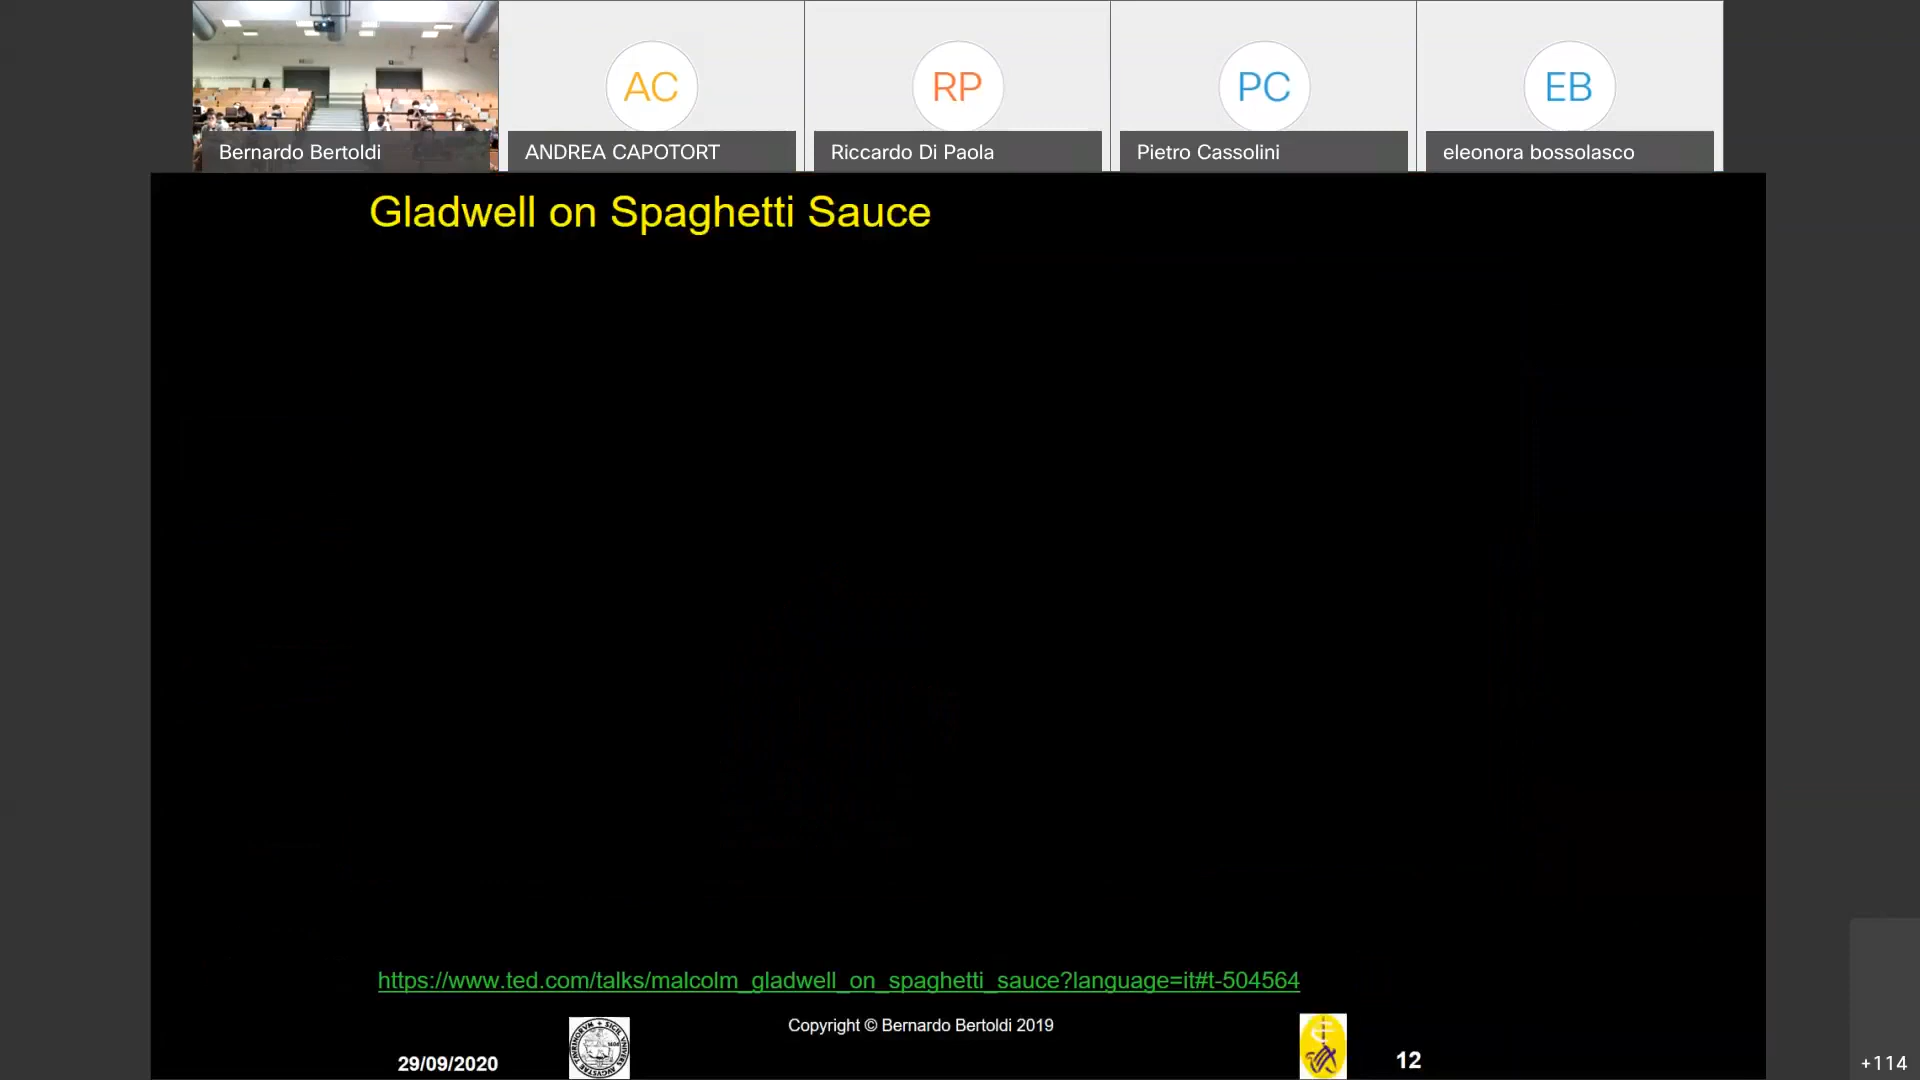 AC
RP
PC
EB
Bernardo Bertoldi
ANDREA CAPOTORT
Riccardo Di Paola
Pietro Cassolini
eleonora bossolasco
Gladwell on Spaghetti Sauce
https://www.ted.com/talks/malcolm_gladwell_on_spaghetti_sauce?language=it#t-504564
Copyright © Bernardo Bertoldi 2019
29/09/2020
12
+114